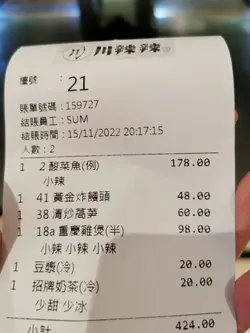 川 川辣辣
檯號 : 21
賬單號碼 : 159727
結賬員工 : SUM
結賬時間 : 15/11/2022 20:17:15
人數 : 2
1 2 酸菜魚(例) 178.00
小辣
1 41 黃金炸饅頭 48.00
1 38 清炒萵筍 60.00
1 18a 重慶雞煲(半) 98.00
小辣 小辣 小辣
1 豆漿(冷) 20.00
1 招牌奶茶(冷) 20.00
少甜 少冰
小計 424.00